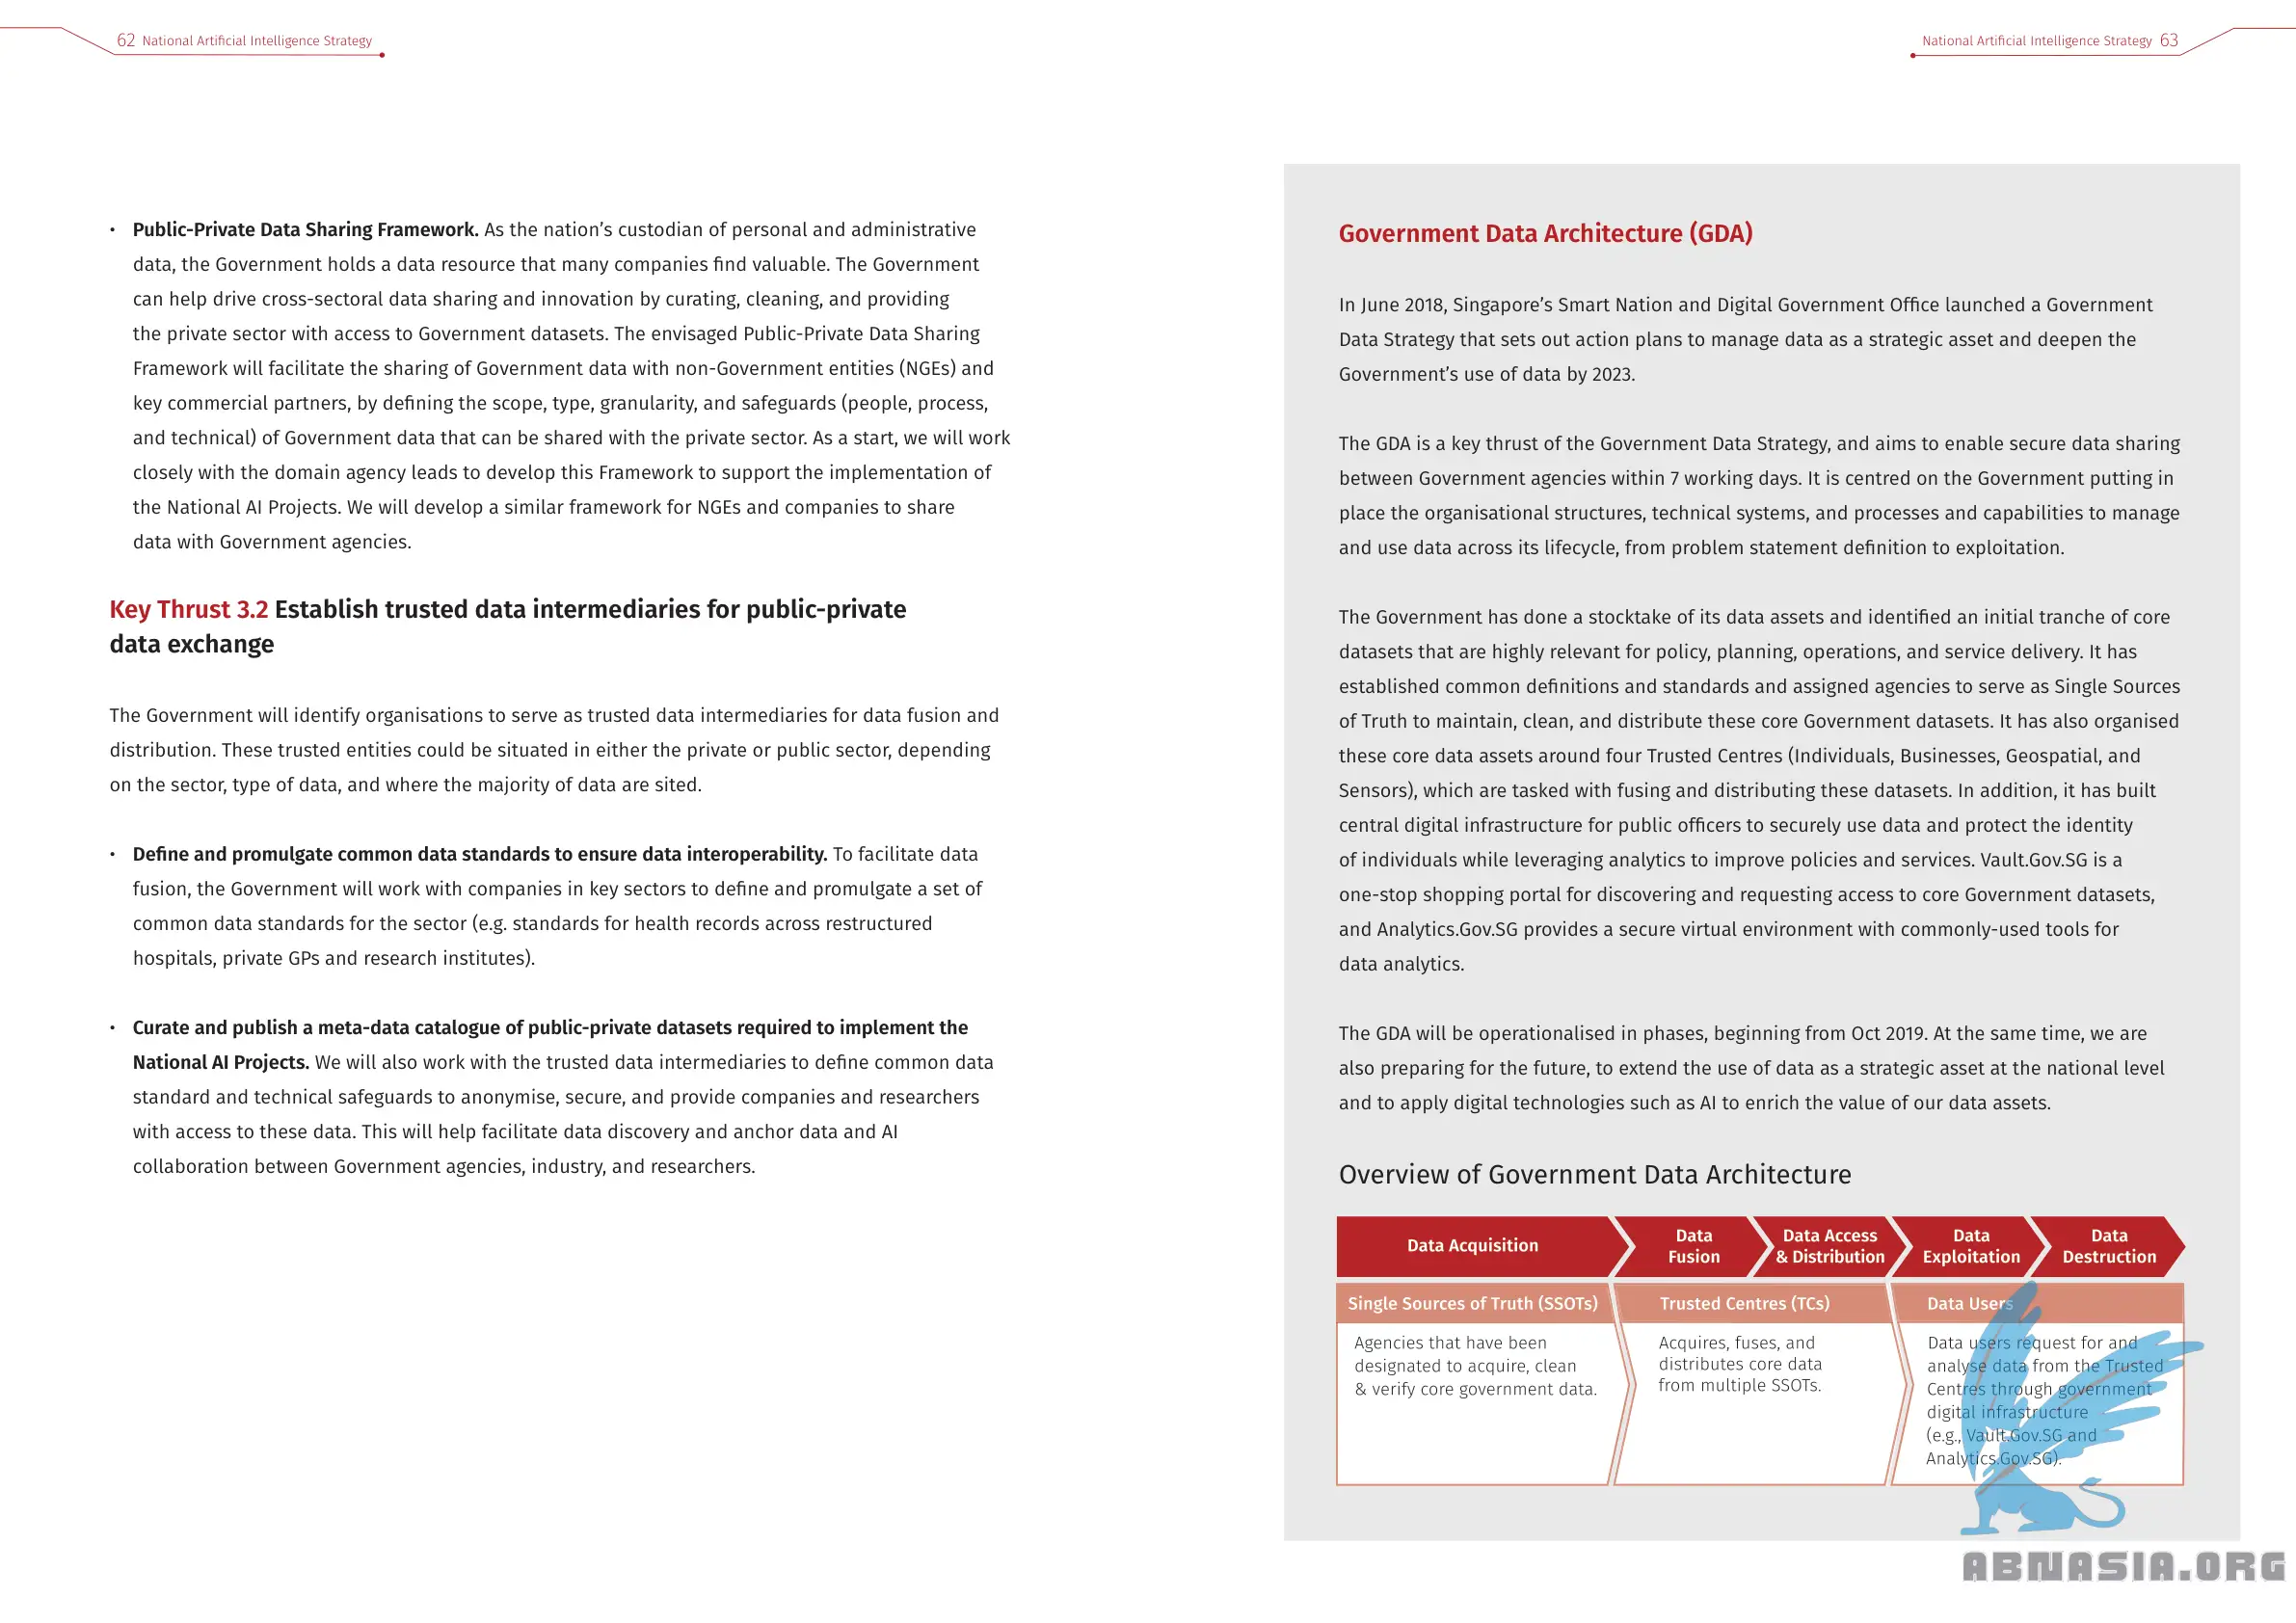 62 National Artificial Intelligence Strategy
• Public-Private Data Sharing Framework. As the nation’s custodian of personal and administrative
data, the Government holds a data resource that many companies find valuable. The Government
can help drive cross-sectoral data sharing and innovation by curating, cleaning, and providing
the private sector with access to Government datasets. The envisaged Public-Private Data Sharing
Framework will facilitate the sharing of Government data with non-Government entities (NGEs) and
key commercial partners, by defining the scope, type, granularity, and safeguards (people, process,
and technical) of Government data that can be shared with the private sector. As a start, we will work
closely with the domain agency leads to develop this Framework to support the implementation of
the National AI Projects. We will develop a similar framework for NGEs and companies to share
data with Government agencies.
Key Thrust 3.2 Establish trusted data intermediaries for public-private
data exchange
The Government will identify organisations to serve as trusted data intermediaries for data fusion and
distribution. These trusted entities could be situated in either the private or public sector, depending
on the sector, type of data, and where the majority of data are sited.
• Define and promulgate common data standards to ensure data interoperability. To facilitate data
fusion, the Government will work with companies in key sectors to define and promulgate a set of
common data standards for the sector (e.g. standards for health records across restructured
hospitals, private GPs and research institutes).
• Curate and publish a meta-data catalogue of public-private datasets required to implement the
National AI Projects. We will also work with the trusted data intermediaries to define common data
standard and technical safeguards to anonymise, secure, and provide companies and researchers
with access to these data. This will help facilitate data discovery and anchor data and AI
collaboration between Government agencies, industry, and researchers.
National Artificial Intelligence Strategy 63
Government Data Architecture (GDA)
In June 2018, Singapore’s Smart Nation and Digital Government Office launched a Government
Data Strategy that sets out action plans to manage data as a strategic asset and deepen the
Government’s use of data by 2023.
The GDA is a key thrust of the Government Data Strategy, and aims to enable secure data sharing
between Government agencies within 7 working days. It is centred on the Government putting in
place the organisational structures, technical systems, and processes and capabilities to manage
and use data across its lifecycle, from problem statement definition to exploitation.
The Government has done a stocktake of its data assets and identified an initial tranche of core
datasets that are highly relevant for policy, planning, operations, and service delivery. It has
established common definitions and standards and assigned agencies to serve as Single Sources
of Truth to maintain, clean, and distribute these core Government datasets. It has also organised
these core data assets around four Trusted Centres (Individuals, Businesses, Geospatial, and
Sensors), which are tasked with fusing and distributing these datasets. In addition, it has built
central digital infrastructure for public officers to securely use data and protect the identity
of individuals while leveraging analytics to improve policies and services. Vault.Gov.SG is a
one-stop shopping portal for discovering and requesting access to core Government datasets,
and Analytics.Gov.SG provides a secure virtual environment with commonly-used tools for
data analytics.
The GDA will be operationalised in phases, beginning from Oct 2019. At the same time, we are
also preparing for the future, to extend the use of data as a strategic asset at the national level
and to apply digital technologies such as AI to enrich the value of our data assets.
Overview of Government Data Architecture
Data Acquisition
Data
Fusion
Data Access
& Distribution
Data
Exploitation
Data
Destruction
Single Sources of Truth (SSOTs)
Agencies that have been
designated to acquire, clean
& verify core government data.
Trusted Centres (TCs)
Acquires, fuses, and
distributes core data
from multiple SSOTs.
Data Users
Data users request for and
analyse data from the Trusted
Centres through government
digital infrastructure
(e.g., Vault.Gov.SG and
Analytics.Gov.SG).
ABNASIA.ORG